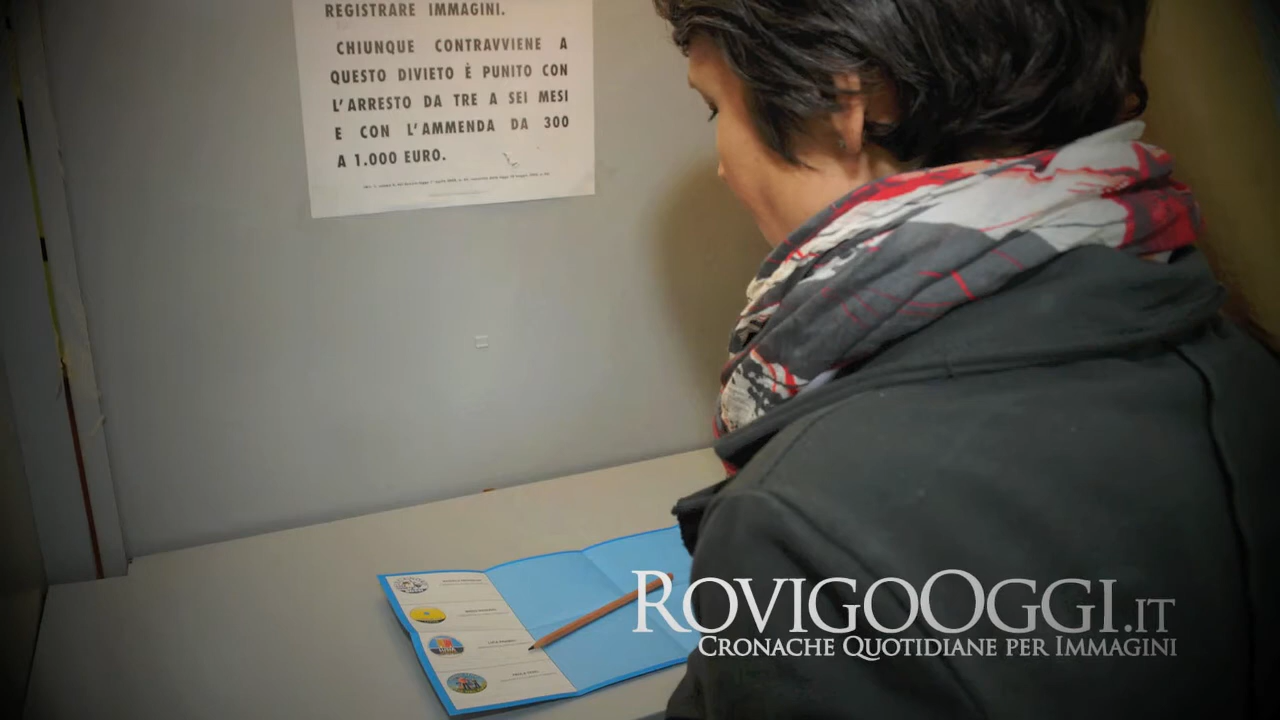 REGISTRARE IMMAGINI.
CHIUNQUE CONTRAVVIENE A
QUESTO DIVIETO È PUNITO CON
L'ARRESTO DA TRE A SEI MESI
E CON L'AMMENDA DA 300
A 1.000 EURO.
ROVIGOOGGI.IT
CRONACHE QUOTIDIANE PER IMMAGINI